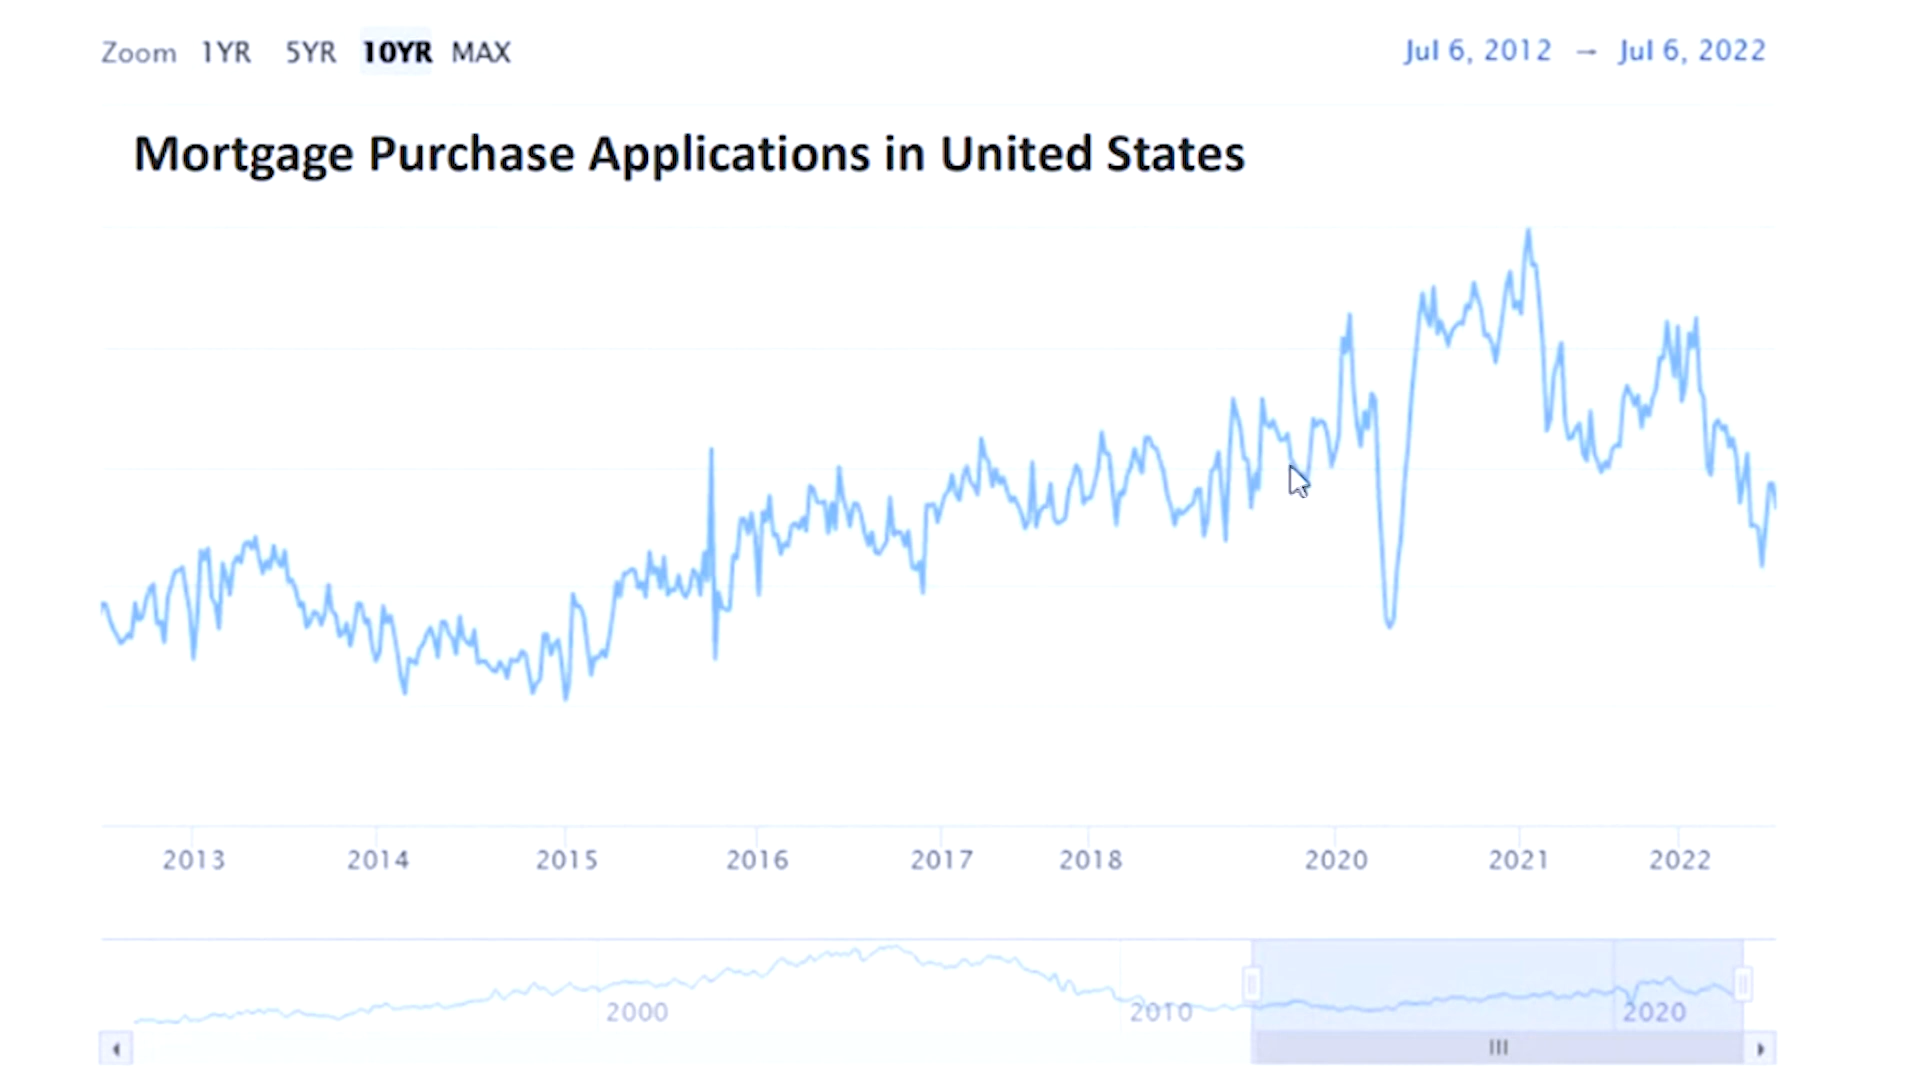 Zoom 1YR 5YR 10YR MAX Jul 6, 2012 → Jul 6, 2022
Mortgage Purchase Applications in United States
2013 2014 2015 2016 2017 2018 2020 2021 2022
2000 2010 2020